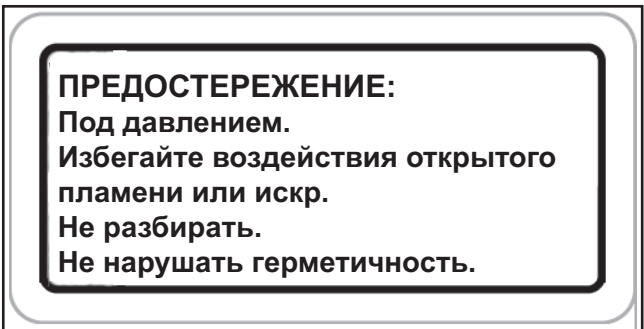 ПРЕДОСТЕРЕЖЕНИЕ:
Под давлением.
Избегайте воздействия открытого
пламени или искр.
Не разбирать.
Не нарушать герметичность.